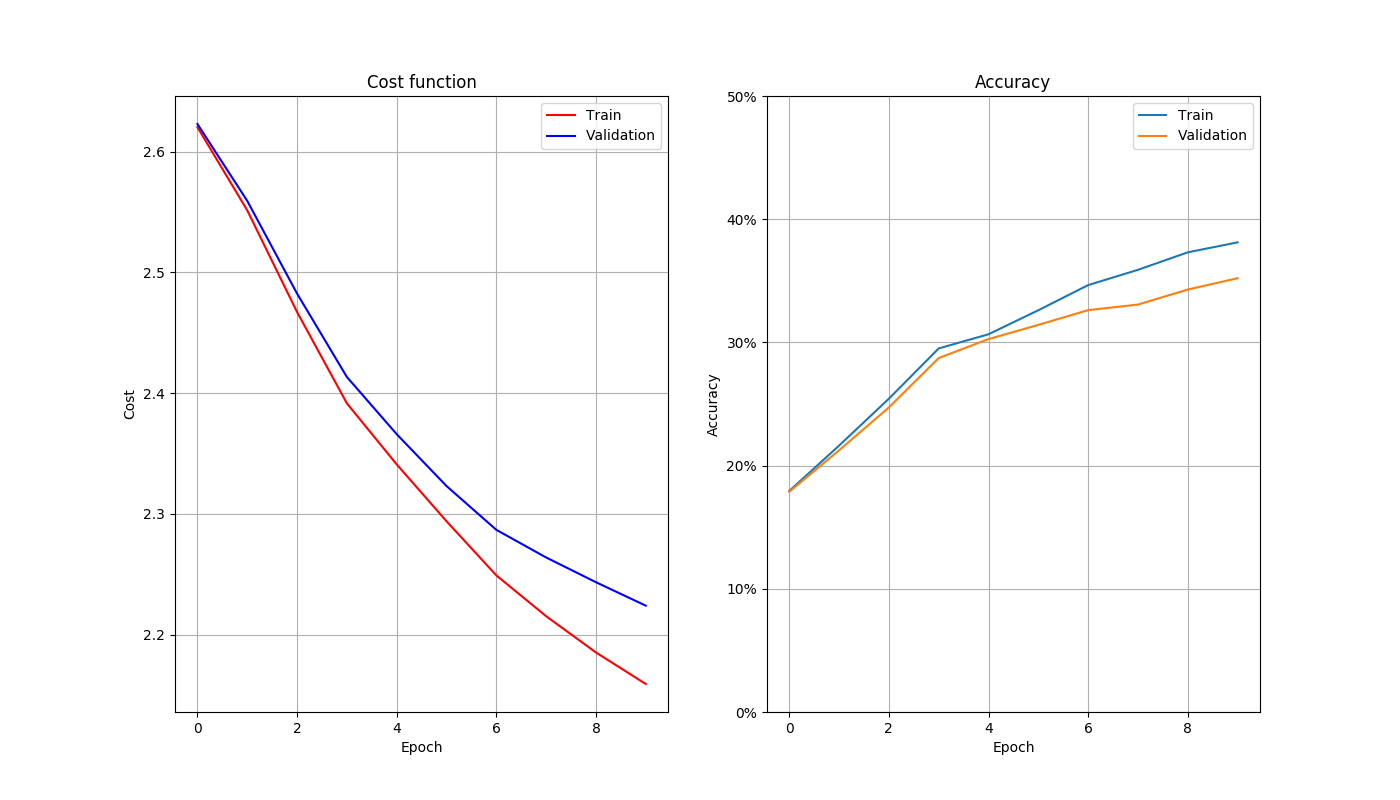 Cost function
Train
Validation
2.6
2.5
2.4
2.3
2.2
Cost
0 2 4 6 8
Epoch
Accuracy
Train
Validation
50%
40%
30%
20%
10%
0%
Accuracy
0 2 4 6 8
Epoch